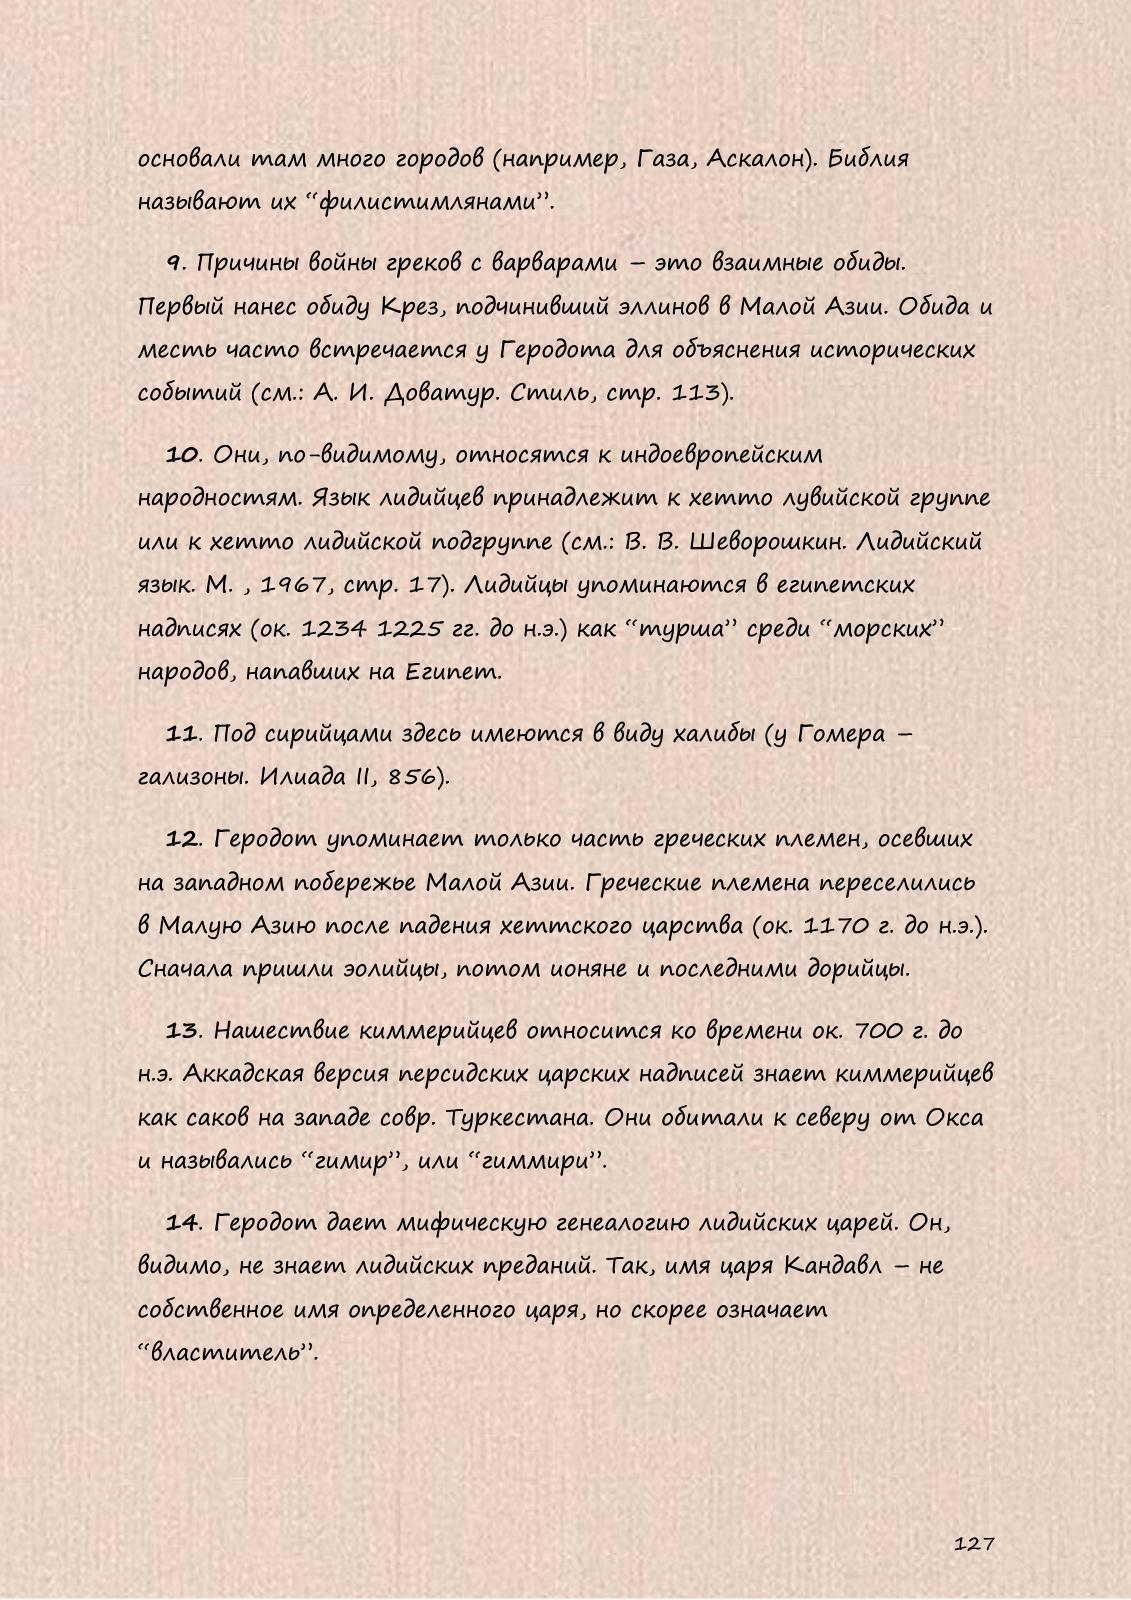 основали там много городов (например, Газа, Аскалон). Библия
называют их “филистимлянами”.
9. Причины войны греков с варварами – это взаимные обиды.
Первый нанес обиду Крез, подчинивший эллинов в Малой Азии. Обида и
месть часто встречается у Геродота для объяснения исторических
событий (см.: А. И. Доватур. Стиль, стр. 113).
10. Они, по-видимому, относятся к индоевропейским
народностям. Язык лидийцев принадлежит к хетто лувийской группе
или к хетто лидийской подгруппе (см.: В. В. Шеворошкин. Лидийский
язык. М. , 1967, стр. 17). Лидийцы упоминаются в египетских
надписях (ок. 1234 1225 гг. до н.э.) как “турша” среди “морских”
народов, напавших на Египет.
11. Под сирийцами здесь имеются в виду халибы (у Гомера –
гализоны. Илиада II, 856).
12. Геродот упоминает только часть греческих племен, осевших
на западном побережье Малой Азии. Греческие племена переселились
в Малую Азию после падения хеттского царства (ок. 1170 г. до н.э.).
Сначала пришли эолийцы, потом ионяне и последними дорийцы.
13. Нашествие киммерийцев относится ко времени ок. 700 г. до
н.э. Аккадская версия персидских царских надписей знает киммерийцев
как саков на западе совр. Туркестана. Они обитали к северу от Окса
и назывались “гимир”, или “гиммири”.
14. Геродот дает мифическую генеалогию лидийских царей. Он,
видимо, не знает лидийских преданий. Так, имя царя Кандавл – не
собственное имя определенного царя, но скорее означает
“властитель”.
127